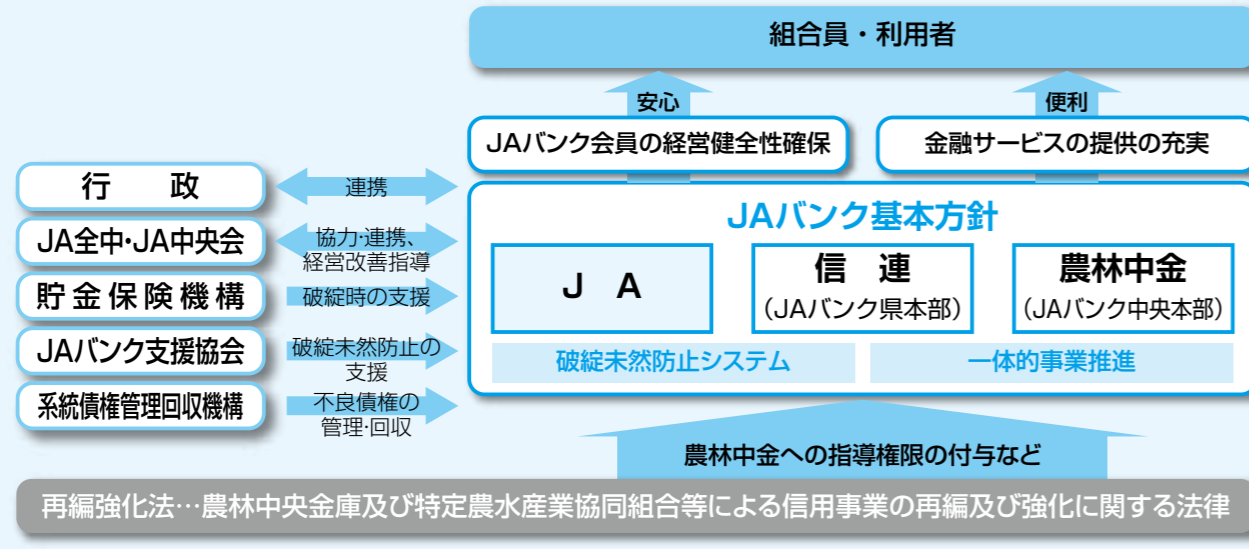 組合員・利用者
安心
便利
JAバンク会員の経営健全性確保
金融サービスの提供の充実
行　政
連携
JA全中・JA中央会
協力・連携、
経営改善指導
貯金保険機構
破綻時の支援
JAバンク支援協会
破綻未然防止の
支援
系統債権管理回収機構
不良債権の
管理・回収
JAバンク基本方針
J A
信 連
（JAバンク県本部）
農林中金
（JAバンク中央本部）
破綻未然防止システム
一体的事業推進
農林中金への指導権限の付与など
再編強化法…農林中央金庫及び特定農水産業協同組合等による信用事業の再編及び強化に関する法律